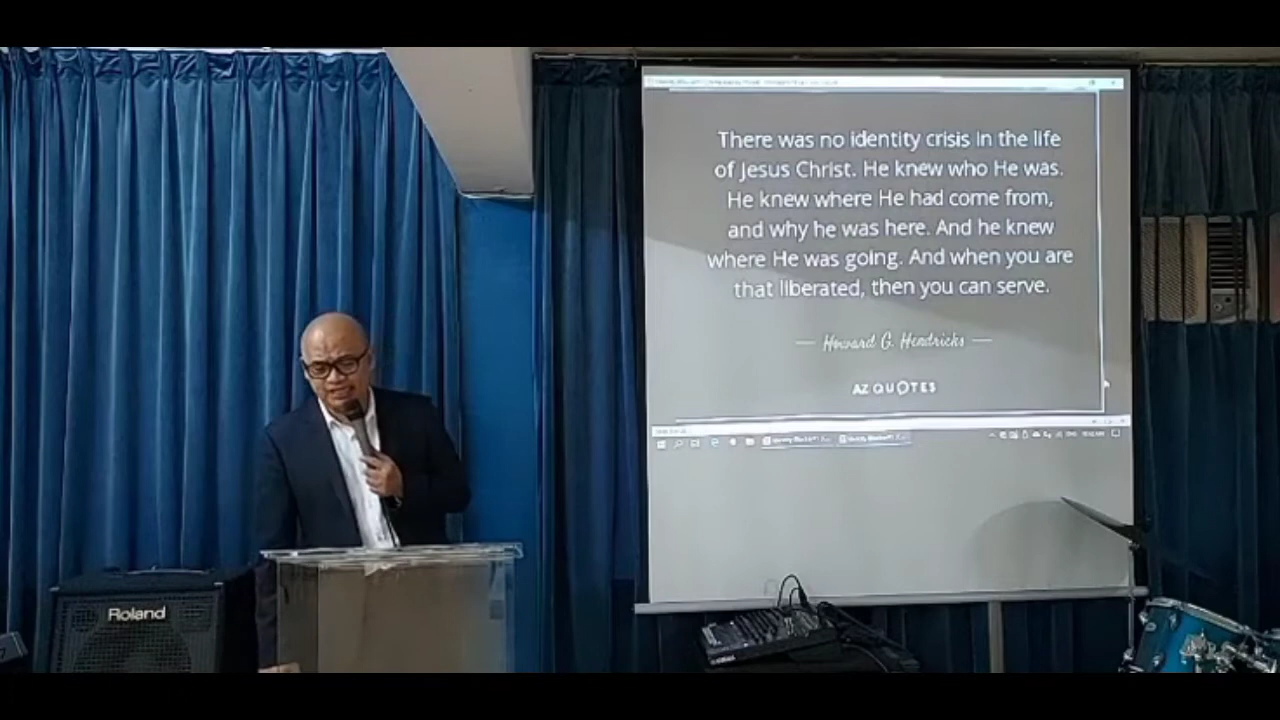 There was no identity crisis in the life
of Jesus Christ. He knew who He was.
He knew where He had come from,
and why he was here. And he knew
where He was going. And when you are
that liberated, then you can serve.
— Howard G. Hendricks —
AZ QUOTES
Roland